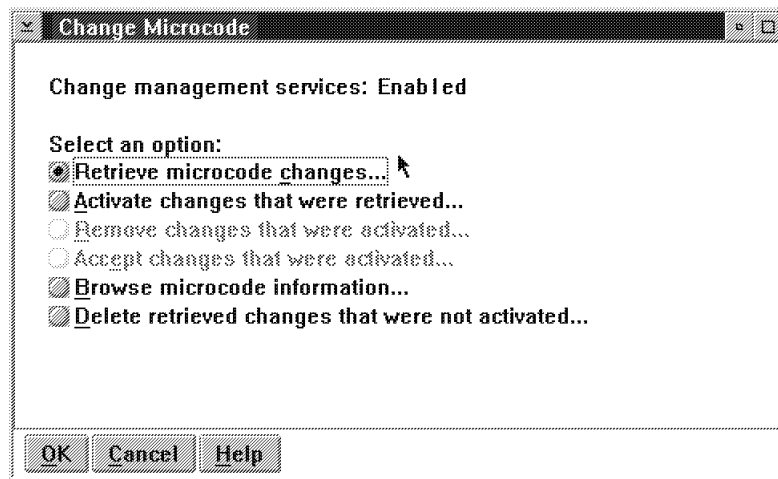 Change Microcode
Change management services: Enabled
Select an option:
Retrieve microcode changes...
Activate changes that were retrieved...
Remove changes that were activated...
Accept changes that were activated...
Browse microcode information...
Delete retrieved changes that were not activated...
OK Cancel Help